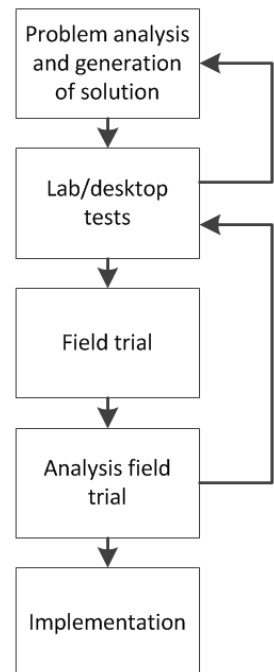 Problem analysis
and generation
of solution
Lab/desktop
tests
Field trial
Analysis field
trial
Implementation